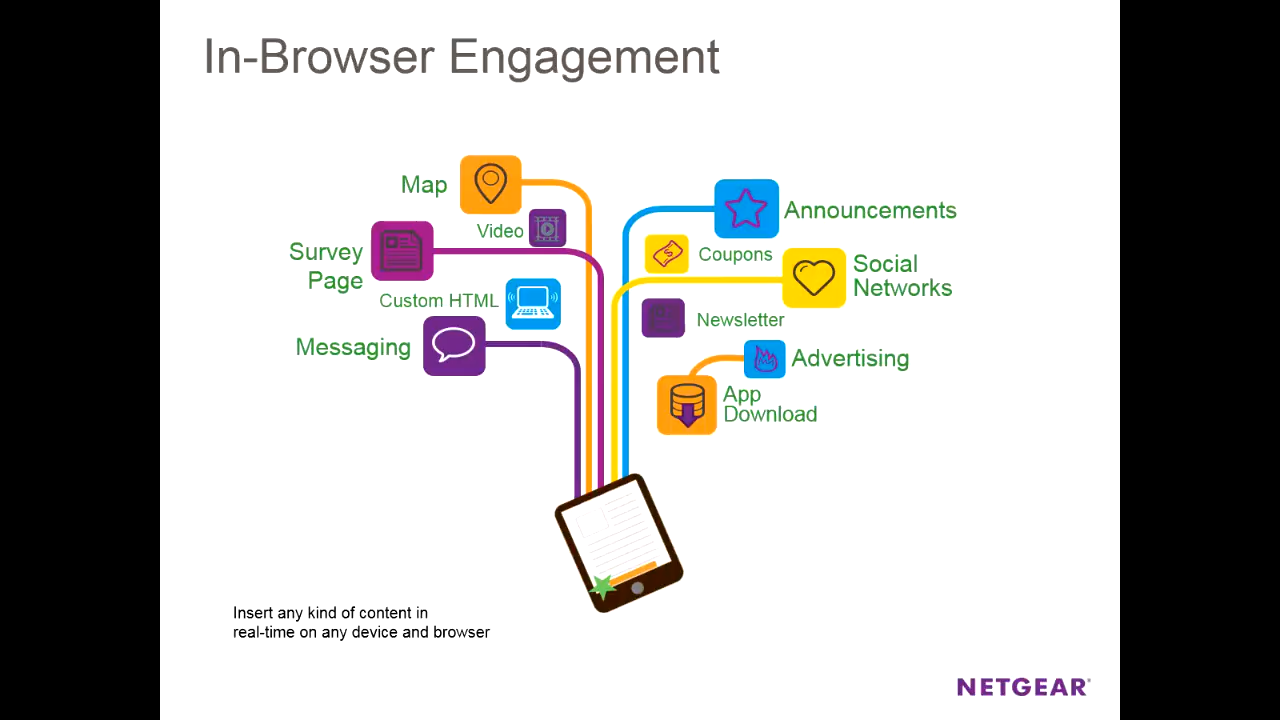 In-Browser Engagement
Map
Video
Survey
Page
Custom HTML
Messaging
Announcements
Coupons
Social
Networks
Newsletter
Advertising
App
Download
Insert any kind of content in
real-time on any device and browser
NETGEAR®